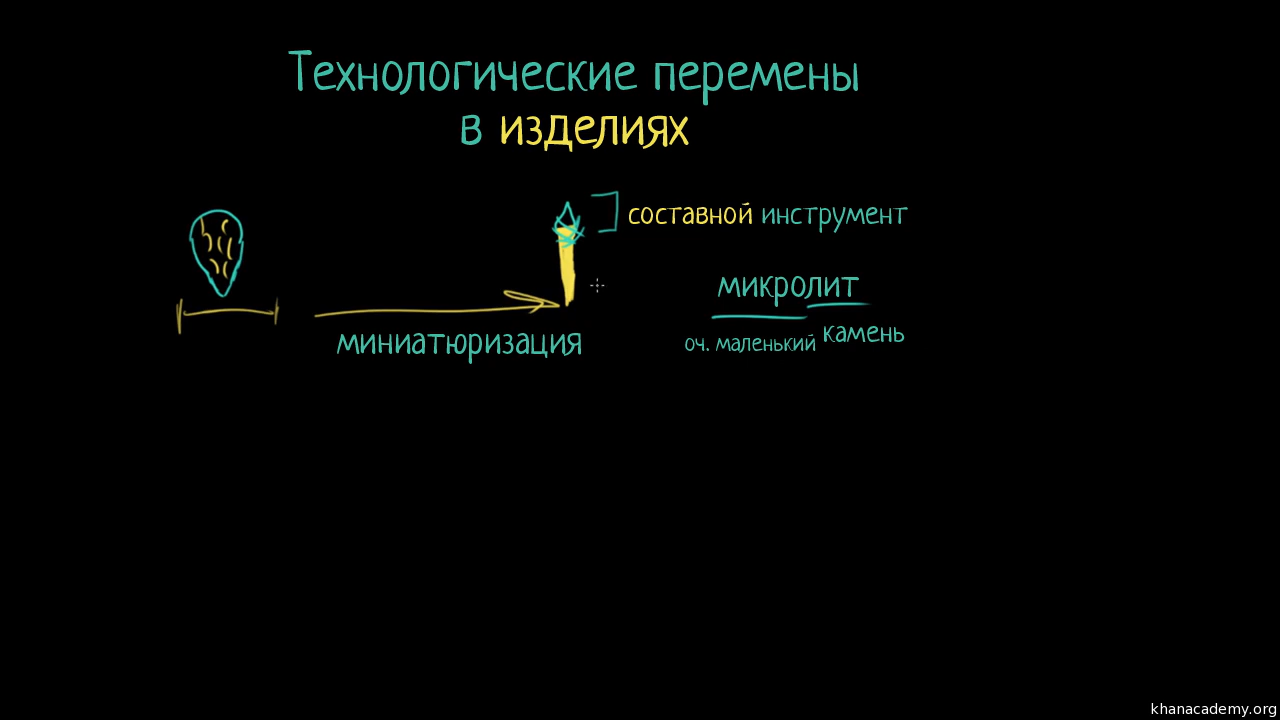 Технологические перемены
в изделиях
составной инструмент
микролит
оч. маленький камень
миниатюризация
khanacademy.org